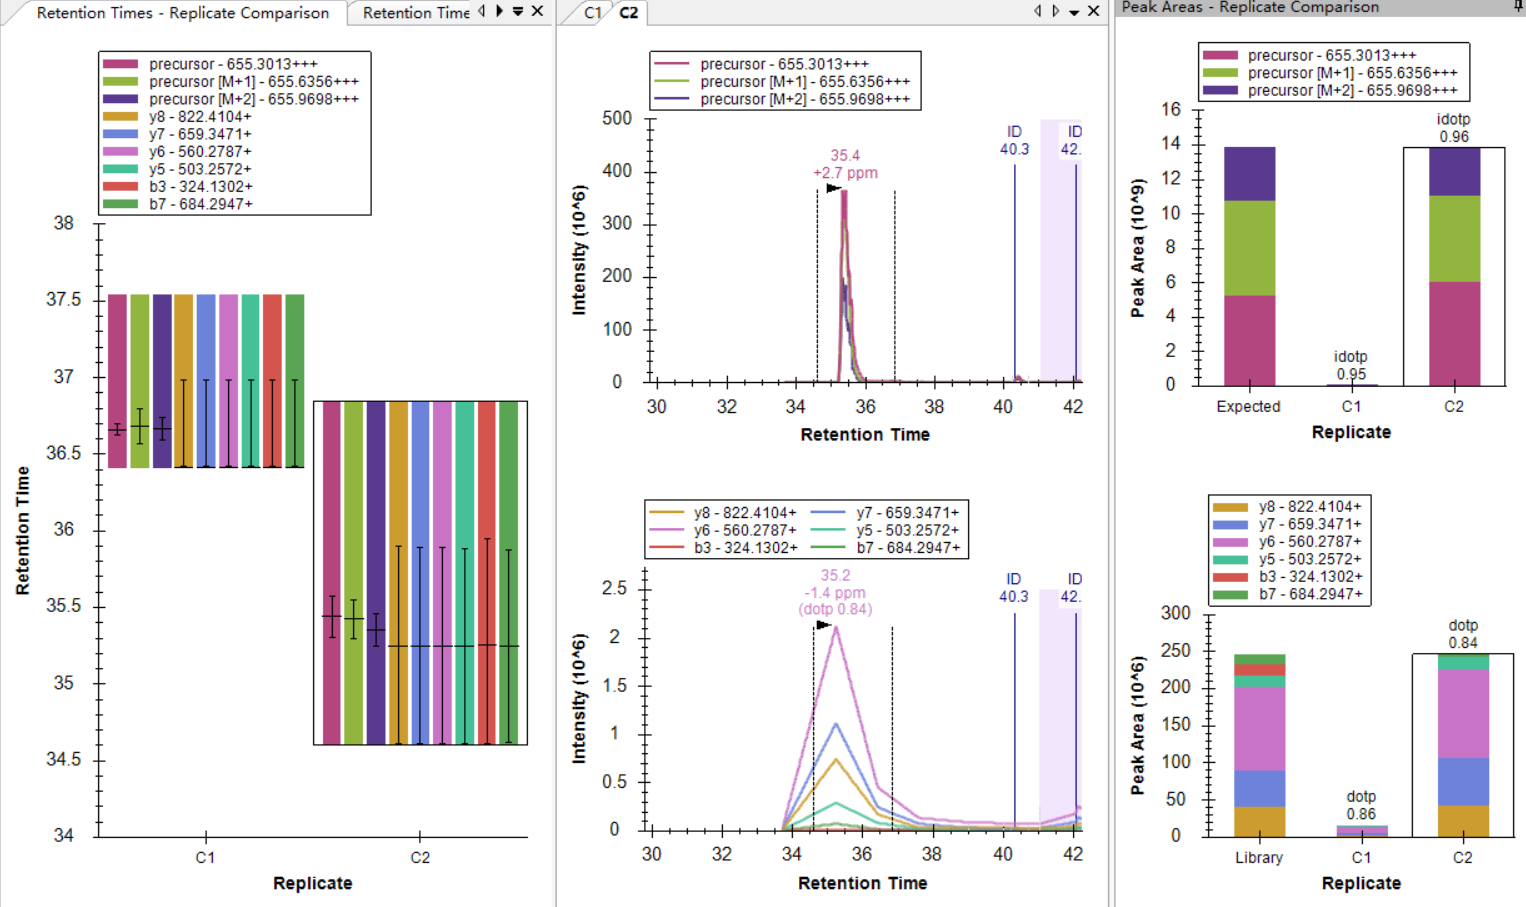 Retention Times - Replicate Comparison
Retention Time
precursor - 655.3013+++
precursor [M+1] - 655.6356+++
precursor [M+2] - 655.9698+++
y8 - 822.4104+
y7 - 659.3471+
y6 - 560.2787+
y5 - 503.2572+
b3 - 324.1302+
b7 - 684.2947+
38
37.5
37
36.5
36
35.5
35
34.5
34
Retention Time
C1
C2
Replicate
C1
C2
precursor - 655.3013+++
precursor [M+1] - 655.6356+++
precursor [M+2] - 655.9698+++
500
400
300
200
100
0
Intensity (10^6)
35.4
+2.7 ppm
ID
40.3
ID
42.
30
32
34
36
38
40
42
Retention Time
y8 - 822.4104+
y7 - 659.3471+
y6 - 560.2787+
y5 - 503.2572+
b3 - 324.1302+
b7 - 684.2947+
2.5
2
1.5
1
0.5
0
Intensity (10^6)
35.2
-1.4 ppm
(dotp 0.84)
ID
40.3
ID
42.
30
32
34
36
38
40
42
Retention Time
Peak Areas - Replicate Comparison
precursor - 655.3013+++
precursor [M+1] - 655.6356+++
precursor [M+2] - 655.9698+++
16
14
12
10
8
6
4
2
0
Peak Area (10^9)
idotp
0.95
idotp
0.96
Expected
C1
C2
Replicate
y8 - 822.4104+
y7 - 659.3471+
y6 - 560.2787+
y5 - 503.2572+
b3 - 324.1302+
b7 - 684.2947+
300
250
200
150
100
50
0
Peak Area (10^6)
dotp
0.86
dotp
0.84
Library
C1
C2
Replicate